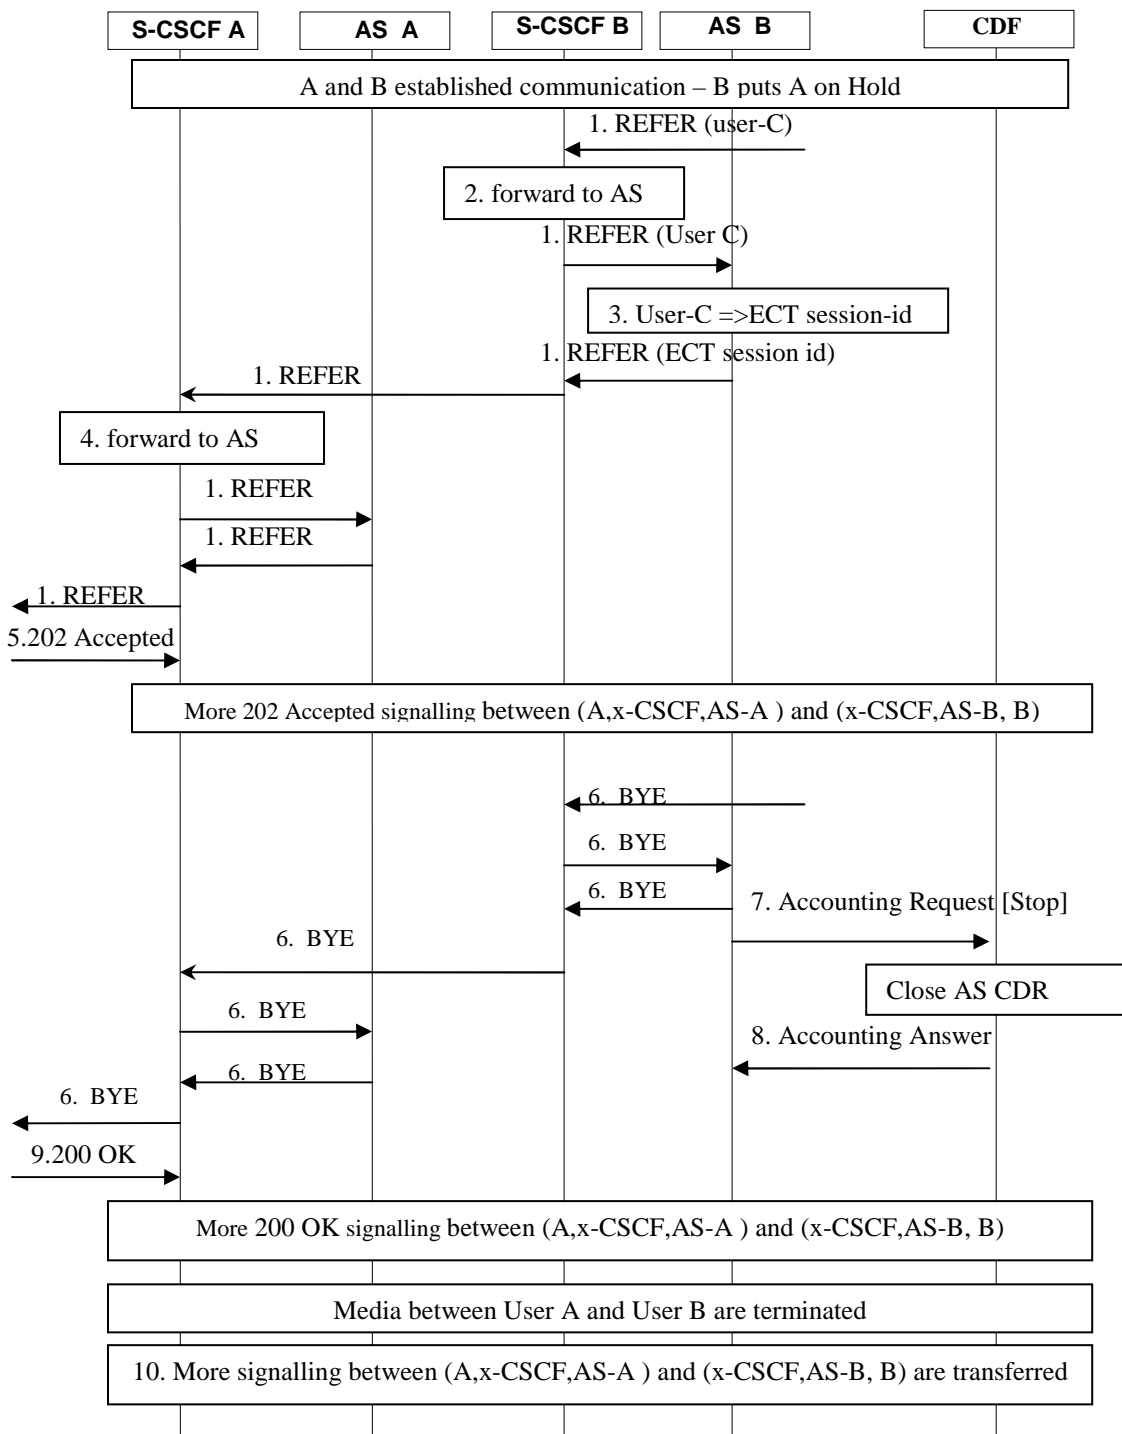 S-CSCF A
AS A
S-CSCF B
AS B
CDF
A and B established communication – B puts A on Hold
1. REFER (user-C)
2. forward to AS
1. REFER (User C)
3. User-C =>ECT session-id
1. REFER (ECT session id)
1. REFER
4. forward to AS
1. REFER
1. REFER
1. REFER
5.202 Accepted
More 202 Accepted signalling between (A,x-CSCF,AS-A ) and (x-CSCF,AS-B, B)
6. BYE
6. BYE
6. BYE
7. Accounting Request [Stop]
6. BYE
Close AS CDR
6. BYE
8. Accounting Answer
6. BYE
6. BYE
9.200 OK
More 200 OK signalling between (A,x-CSCF,AS-A ) and (x-CSCF,AS-B, B)
Media between User A and User B are terminated
10. More signalling between (A,x-CSCF,AS-A ) and (x-CSCF,AS-B, B) are transferred